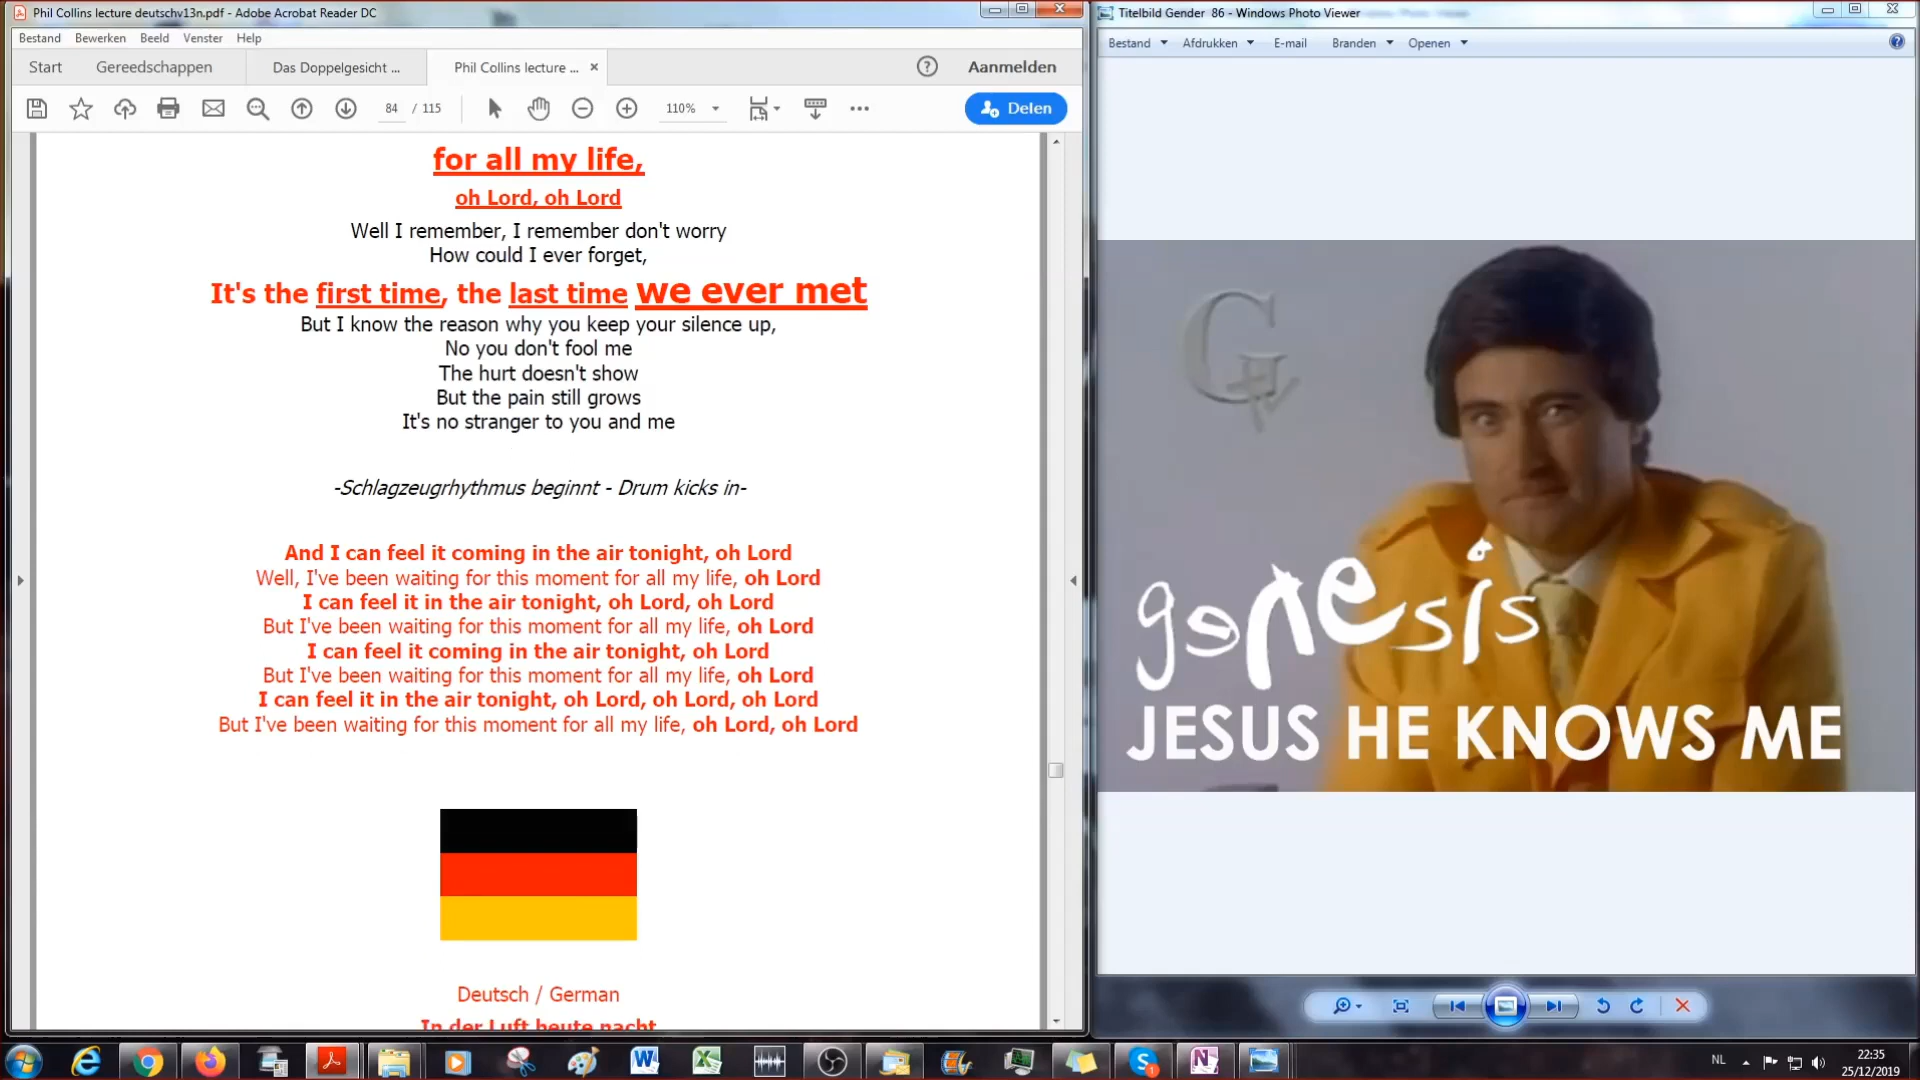 Phil Collins lecture deutschv13n.pdf - Adobe Acrobat Reader DC
Bestand Bewerken Beeld Venster Help
Start Gereedschappen Das Doppelgesicht ... Phil Collins lecture ... × Aanmelden
84 / 115 110% Delen
for all my life,
oh Lord, oh Lord
Well I remember, I remember don't worry
How could I ever forget,
It's the first time, the last time we ever met
But I know the reason why you keep your silence up,
No you don't fool me
The hurt doesn't show
But the pain still grows
It's no stranger to you and me
-Schlagzeugrhythmus beginnt - Drum kicks in-
And I can feel it coming in the air tonight, oh Lord
Well, I've been waiting for this moment for all my life, oh Lord
I can feel it in the air tonight, oh Lord, oh Lord
But I've been waiting for this moment for all my life, oh Lord
I can feel it coming in the air tonight, oh Lord
But I've been waiting for this moment for all my life, oh Lord
I can feel it in the air tonight, oh Lord, oh Lord, oh Lord
But I've been waiting for this moment for all my life, oh Lord, oh Lord
Deutsch / German
In der Luft heute nacht
Titelbild Gender 86 - Windows Photo Viewer
Bestand Afdrukken E-mail Branden Openen
genesis
JESUS HE KNOWS ME
NL
22:35
25/12/2019